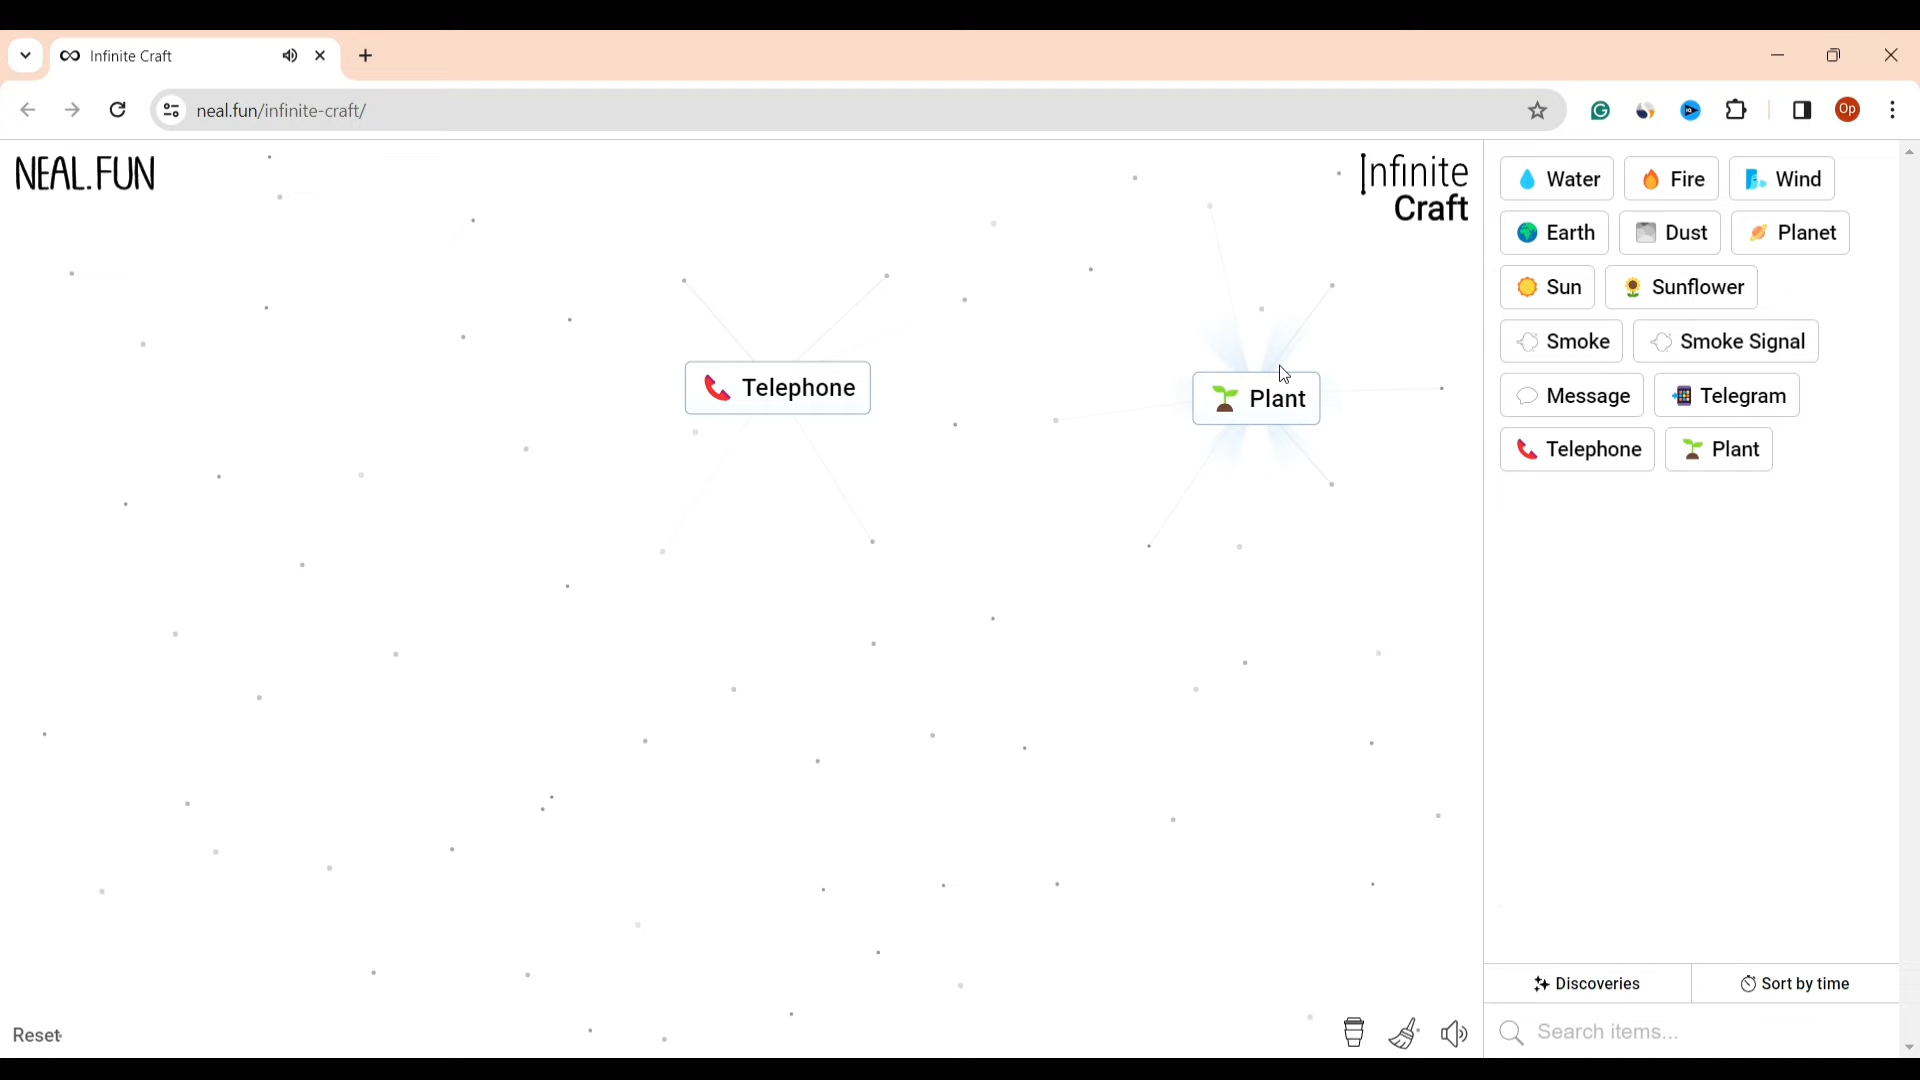 Infinite Craft
neal.fun/infinite-craft/
Op
NEAL.FUN
Infinite
Craft
Telephone
Plant
Water
Fire
Wind
Earth
Dust
Planet
Sun
Sunflower
Smoke
Smoke Signal
Message
Telegram
Telephone
Plant
Discoveries
Sort by time
Search items...
Reset